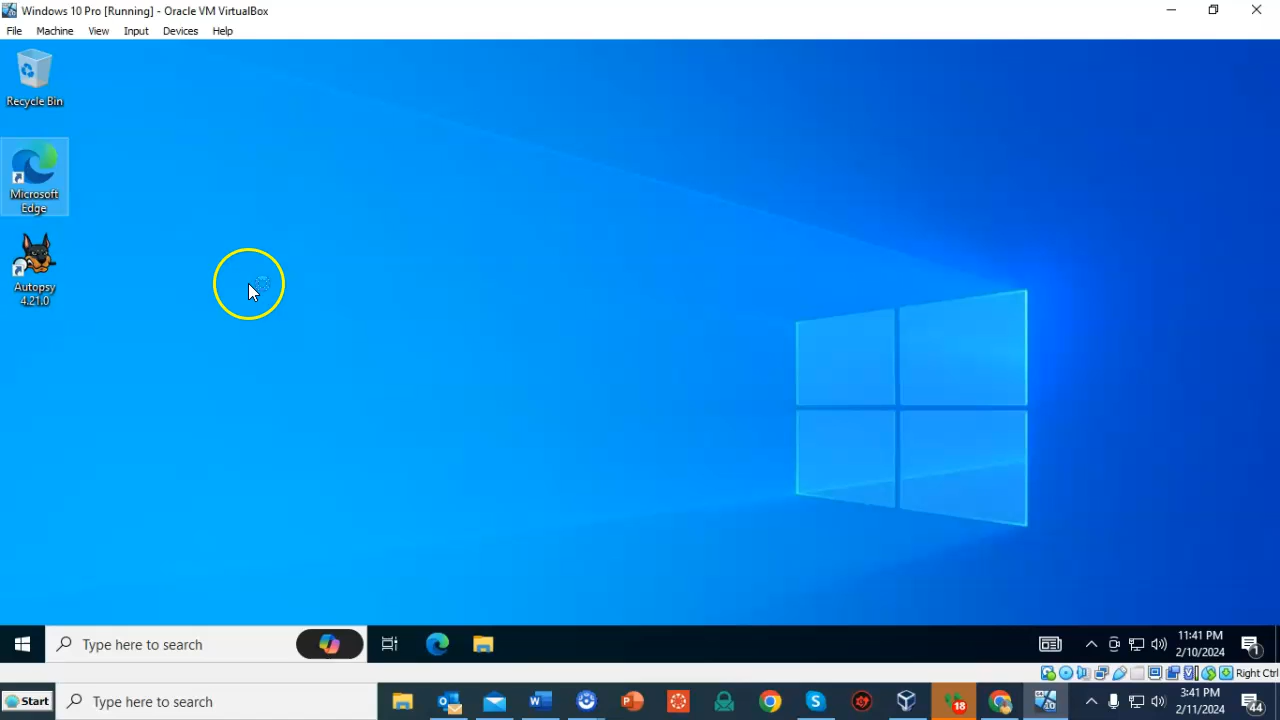 Windows 10 Pro [Running] - Oracle VM VirtualBox
File Machine View Input Devices Help
Recycle Bin
Microsoft
Edge
Autopsy
4.21.0
Type here to search
11:41 PM
2/10/2024
1
Right Ctrl
Start
Type here to search
18
3:41 PM
2/11/2024
44